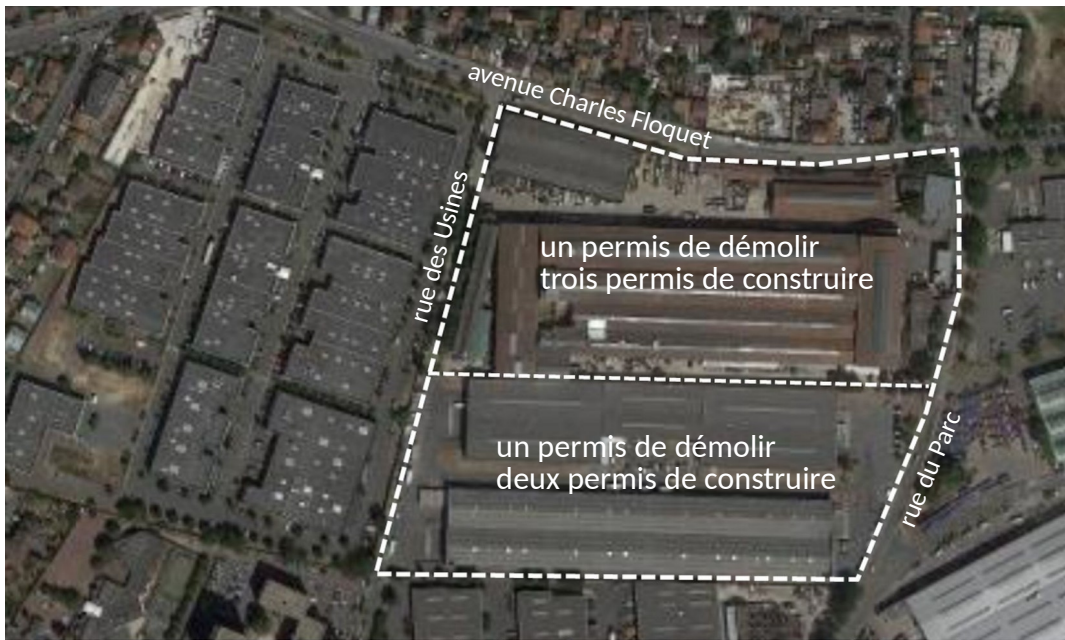 avenue Charles Floquet
rue des Usines
un permis de démolir
trois permis de construire
un permis de démolir
deux permis de construire
rue du Parc